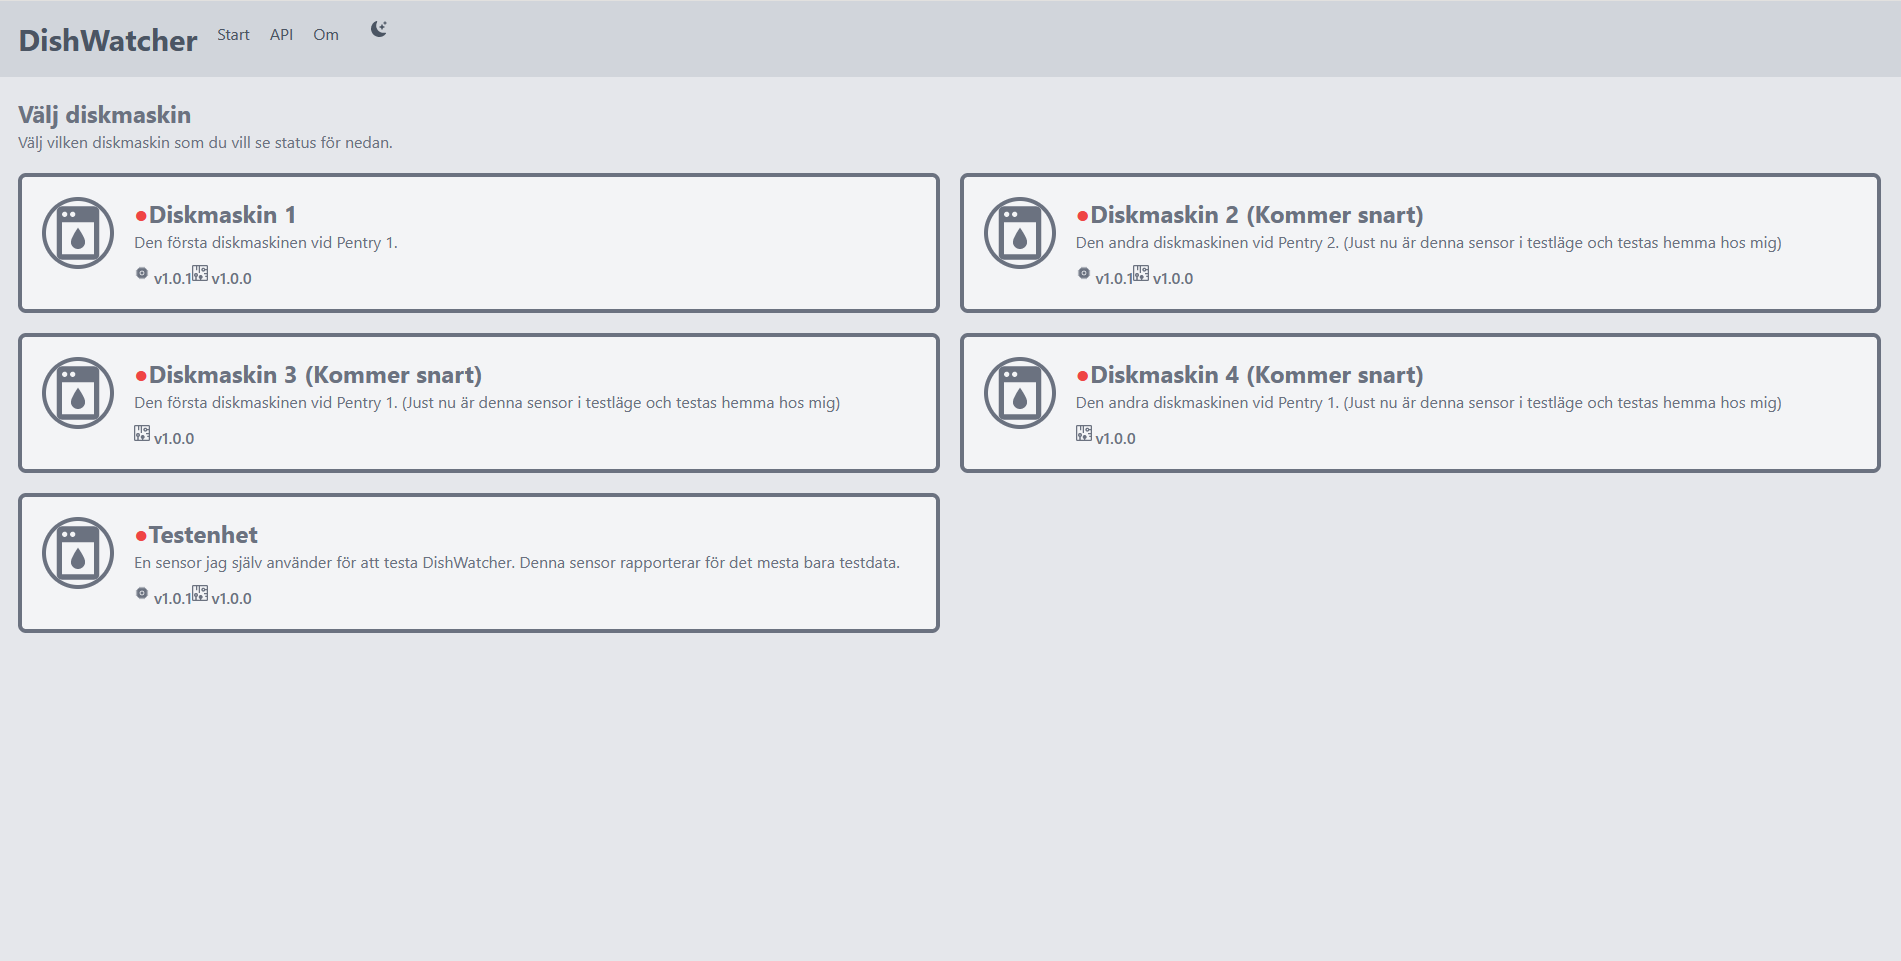 DishWatcher Start API Om
Välj diskmaskin
Välj vilken diskmaskin som du vill se status för nedan.
Diskmaskin 1
Den första diskmaskinen vid Pentry 1.
v1.0.1 v1.0.0
Diskmaskin 2 (Kommer snart)
Den andra diskmaskinen vid Pentry 2. (Just nu är denna sensor i testläge och testas hemma hos mig)
v1.0.1 v1.0.0
Diskmaskin 3 (Kommer snart)
Den första diskmaskinen vid Pentry 1. (Just nu är denna sensor i testläge och testas hemma hos mig)
v1.0.0
Diskmaskin 4 (Kommer snart)
Den andra diskmaskinen vid Pentry 1. (Just nu är denna sensor i testläge och testas hemma hos mig)
v1.0.0
Testenhet
En sensor jag själv använder för att testa DishWatcher. Denna sensor rapporterar för det mesta bara testdata.
v1.0.1 v1.0.0